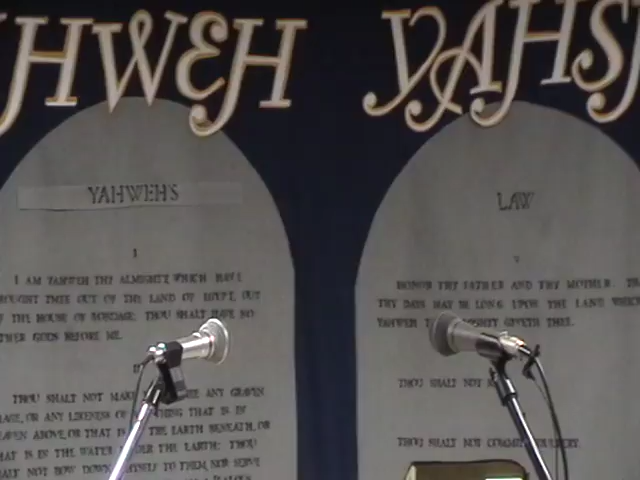 YAHWEH'S
I
I AM YAHWEH THY ALMIGHTY, WHICH HAVE
BROUGHT THEE OUT OF THE LAND OF EGYPT, OUT
OF THE HOUSE OF BONDAGE: THOU SHALT HAVE NO
OTHER GODS BEFORE ME.
THOU SHALT NOT MAKE ANY GRAVEN
IMAGE, OR ANY LIKENESS OF THING THAT IS IN
HEAVEN ABOVE, OR THAT IS THE EARTH BENEATH, OR
THAT IS IN THE WATER UNDER THE EARTH: THOU
SHALT NOT BOW DOWN THYSELF TO THEM, NOR SERVE
LAW
V
HONOR THY FATHER AND THY MOTHER.
THY DAYS MAY BE LONG UPON THE LAND WHICH
YAHWEH GIVETH THEE.
THOU SHALT NOT
THOU SHALT NOT COMMIT ADULTERY.